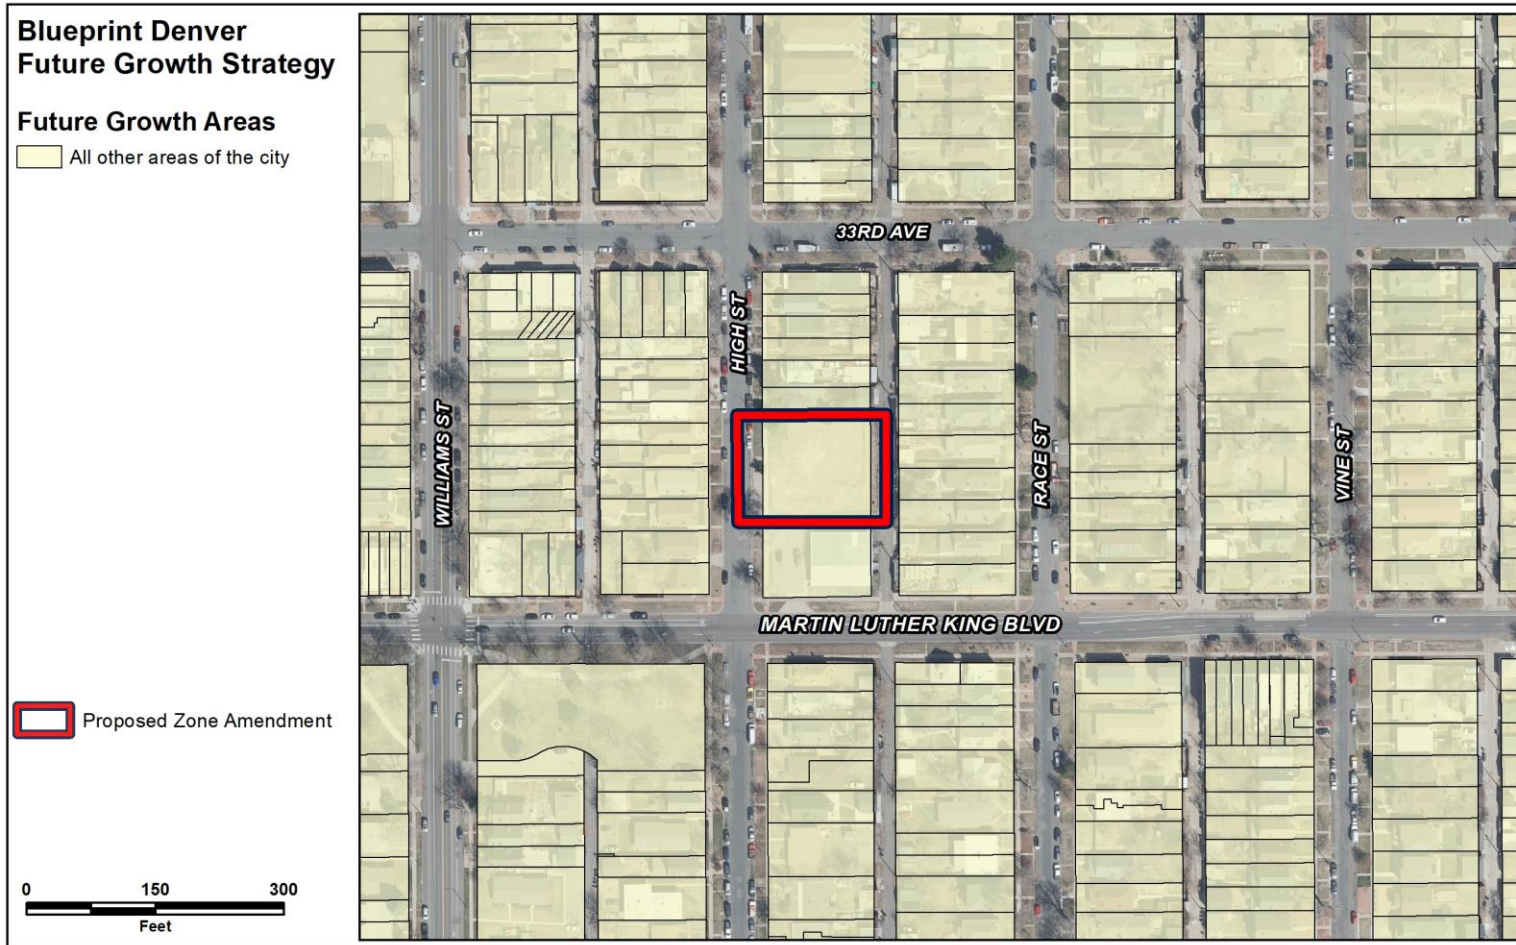 Blueprint Denver
Future Growth Strategy
Future Growth Areas
All other areas of the city
33RD AVE
HIGH ST
WILLIAMS ST
RACE ST
VINE ST
MARTIN LUTHER KING BLVD
Proposed Zone Amendment
0 150 300
Feet